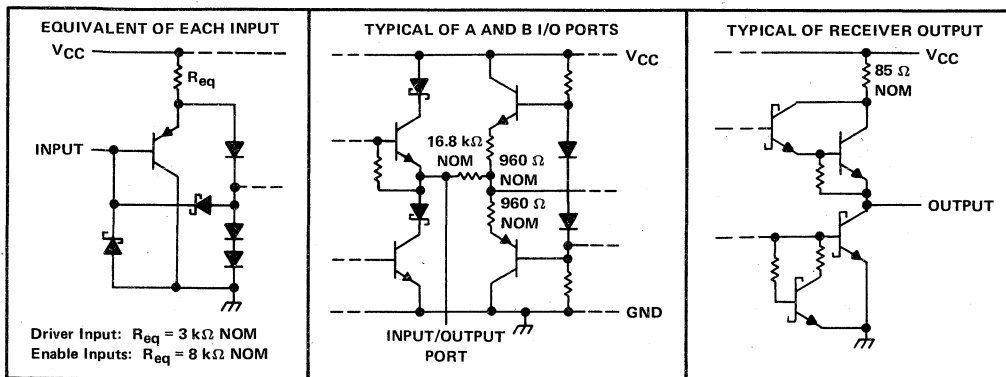 EQUIVALENT OF EACH INPUT
VCC
Req
INPUT
Driver Input: Req = 3 kΩ NOM
Enable Inputs: Req = 8 kΩ NOM
TYPICAL OF A AND B I/O PORTS
VCC
16.8 kΩ
NOM
960 Ω
NOM
960 Ω
NOM
GND
INPUT/OUTPUT
PORT
TYPICAL OF RECEIVER OUTPUT
VCC
85 Ω
NOM
OUTPUT